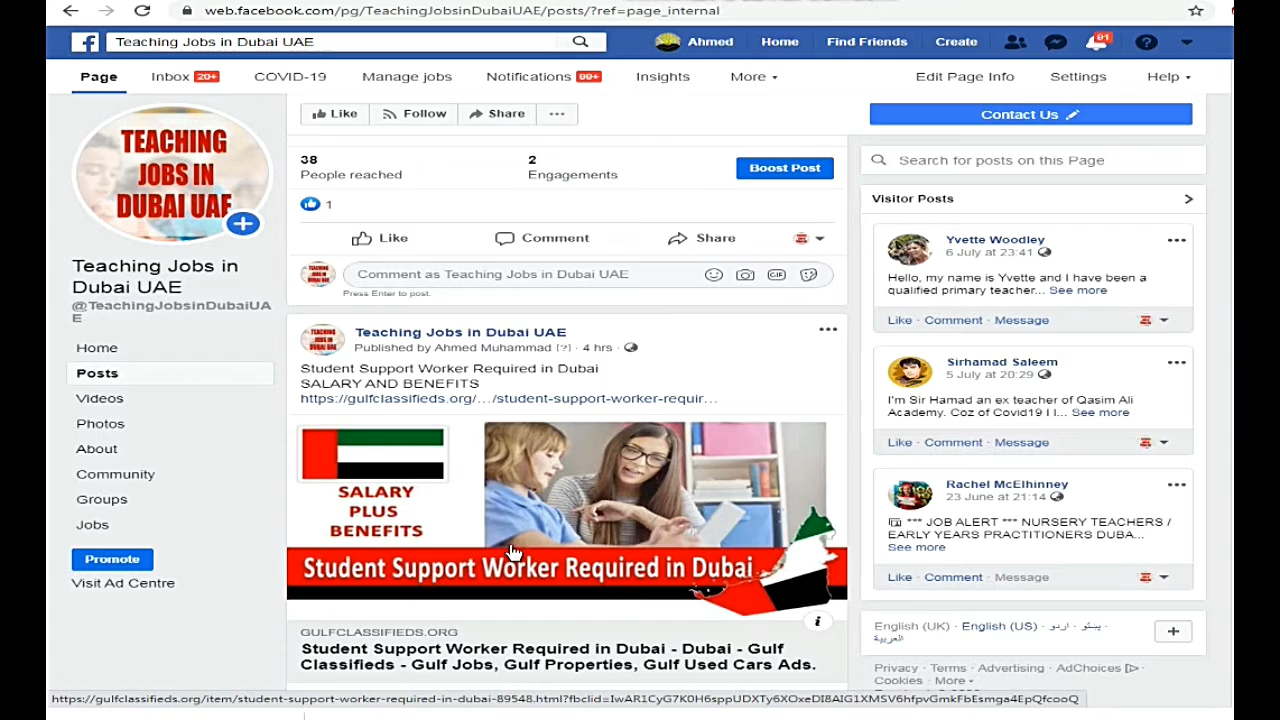 web.facebook.com/pg/TeachingJobsinDubaiUAE/posts/?ref=page_internal
Teaching Jobs in Dubai UAE
Ahmed Home Find Friends Create 91
Page Inbox 20+ COVID-19 Manage jobs Notifications 99+ Insights More Edit Page Info Settings Help
TEACHING
JOBS IN
DUBAI UAE
Teaching Jobs in
Dubai UAE
@TeachingJobsinDubaiUA
E
Home
Posts
Videos
Photos
About
Community
Groups
Jobs
Promote
Visit Ad Centre
Like Follow Share ...
38
People reached
2
Engagements
Boost Post
1
Like Comment Share
Comment as Teaching Jobs in Dubai UAE GIF
Press Enter to post.
Teaching Jobs in Dubai UAE
Published by Ahmed Muhammad [?] · 4 hrs ·
Student Support Worker Required in Dubai
SALARY AND BENEFITS
https://gulfclassifieds.org/…/student-support-worker-requir…
SALARY
PLUS
BENEFITS
Student Support Worker Required in Dubai
i
GULFCLASSIFIEDS.ORG
Student Support Worker Required in Dubai - Dubai - Gulf
Classifieds - Gulf Jobs, Gulf Properties, Gulf Used Cars Ads.
Contact Us
Search for posts on this Page
Visitor Posts
Yvette Woodley
6 July at 23:41
Hello, my name is Yvette and I have been a
qualified primary teacher... See more
Like · Comment · Message
Sirhamad Saleem
5 July at 20:29
I'm Sir Hamad an ex teacher of Qasim Ali
Academy. Coz of Covid19 I l... See more
Like · Comment · Message
Rachel McElhinney
23 June at 21:14
*** JOB ALERT *** NURSERY TEACHERS /
EARLY YEARS PRACTITIONERS DUBA...
See more
Like · Comment · Message
English (UK) · English (US) · اردو · پښتو ·
العربية
Privacy · Terms · Advertising · AdChoices ·
Cookies · More
https://gulfclassifieds.org/item/student-support-worker-required-in-dubai-89548.html?fbclid=